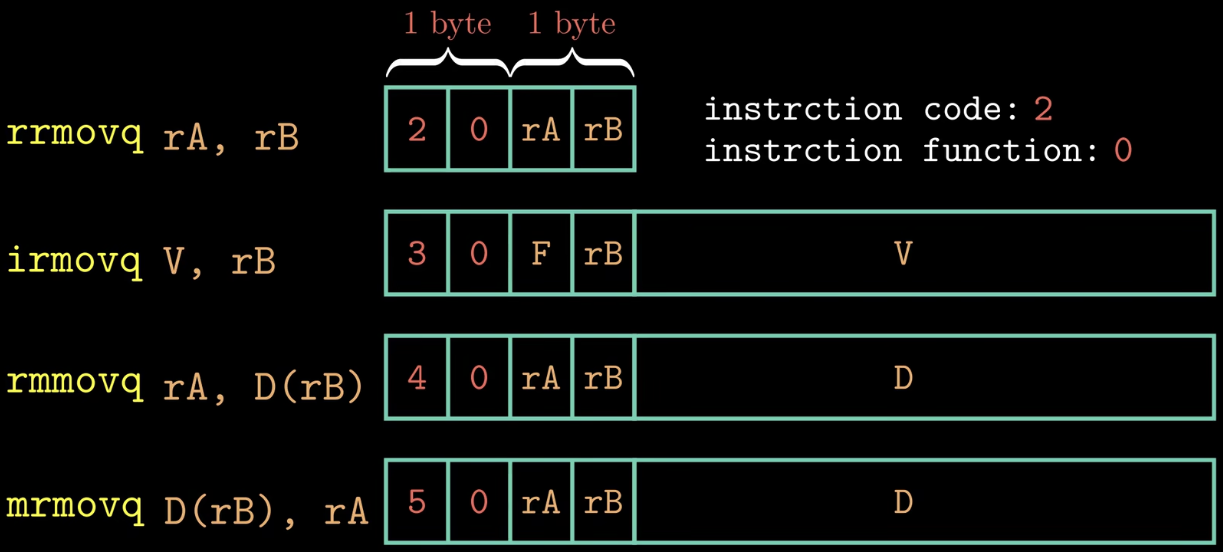 1 byte 1 byte
rrmovq rA, rB 2 0 rA rB
instrction code: 2
instrction function: 0
irmovq V, rB 3 0 F rB V
rmmovq rA, D(rB) 4 0 rA rB D
mrmovq D(rB), rA 5 0 rA rB D